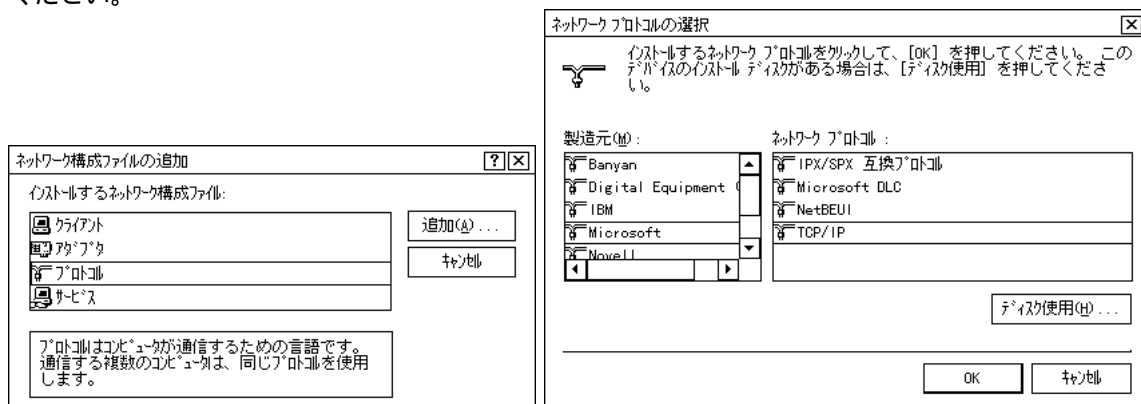 ください。
ネットワーク構成ファイルの追加
インストールするネットワーク構成ファイル:
クライアント
アダプタ
プロトコル
サービス
追加(A)...
キャンセル
プロトコルはコンピュータが通信するための言語です。
通信する複数のコンピュータは、同じプロトコルを使用
します。
ネットワーク プロトコルの選択
インストールするネットワーク プロトコルをクリックして、[OK] を押してください。 この
デバイスのインストール ディスクがある場合は、[ディスク使用] を押してくださ
い。
製造元(M):
Banyan
Digital Equipment
IBM
Microsoft
Novell
ネットワーク プロトコル :
IPX/SPX 互換プロトコル
Microsoft DLC
NetBEUI
TCP/IP
ディスク使用(H)...
OK
キャンセル